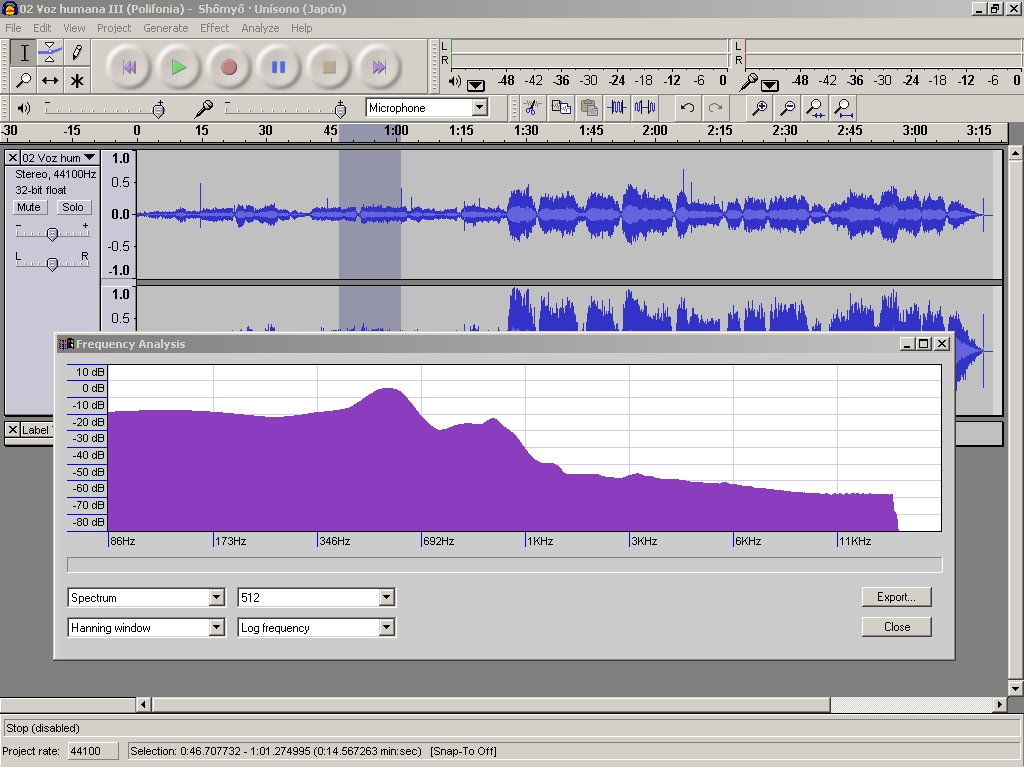 02 Voz humana III (Polifonia) - Shômyô · Unísono (Japón)
File Edit View Project Generate Effect Analyze Help
L
R
-48 -42 -36 -30 -24 -18 -12 -6 0
L
R
-48 -42 -36 -30 -24 -18 -12 -6 0
Microphone
-30 -15 0 15 30 45 1:00 1:15 1:30 1:45 2:00 2:15 2:30 2:45 3:00 3:15
02 Voz hum
Stereo, 44100Hz
32-bit float
Mute Solo
- +
L R
1.0
0.5
0.0
-0.5
-1.0
1.0
0.5
Label
Frequency Analysis
10 dB
0 dB
-10 dB
-20 dB
-30 dB
-40 dB
-50 dB
-60 dB
-70 dB
-80 dB
86Hz 173Hz 346Hz 692Hz 1KHz 3KHz 6KHz 11KHz
Spectrum 512 Export...
Hanning window Log frequency Close
Stop (disabled)
Project rate: 44100 Selection: 0:46.707732 - 1:01.274995 (0:14.567263 min:sec) [Snap-To Off]